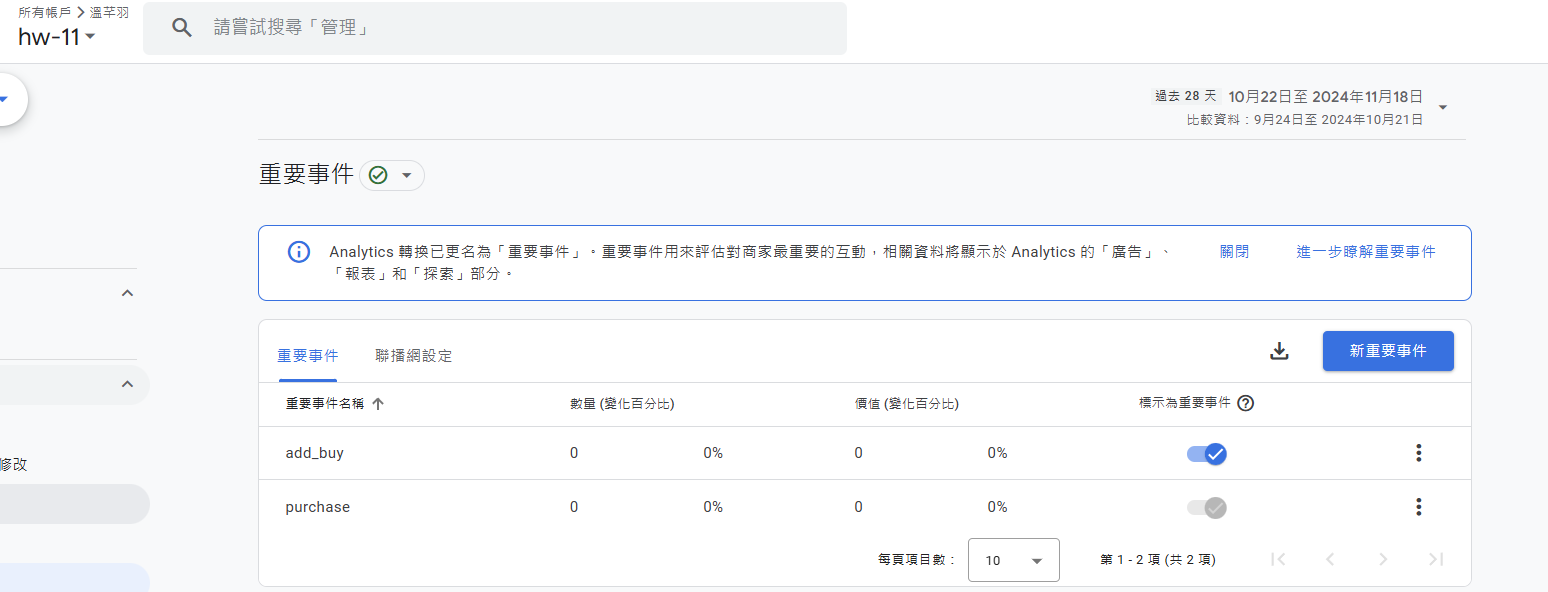 所有帳戶 > 溫芊羽
hw-11
請嘗試搜尋「管理」
過去 28 天 10月22日至 2024年11月18日
比較資料：9月24日至 2024年10月21日
重要事件
Analytics 轉換已更名為「重要事件」。重要事件用來評估對商家最重要的互動，相關資料將顯示於 Analytics 的「廣告」、
「報表」和「探索」部分。
關閉
進一步瞭解重要事件
重要事件 聯播網設定
新重要事件
重要事件名稱 數量 (變化百分比) 價值 (變化百分比) 標示為重要事件
add_buy 0 0% 0 0%
修改
purchase 0 0% 0 0%
每頁項目數： 10 第 1 - 2 項 (共 2 項)